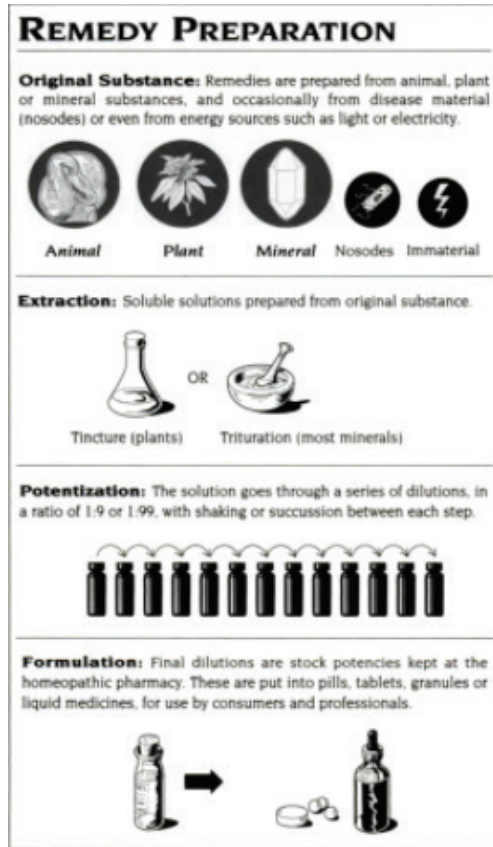 REMEDY PREPARATION
Original Substance: Remedies are prepared from animal, plant
or mineral substances, and occasionally from disease material
(nosodes) or even from energy sources such as light or electricity.
Animal Plant Mineral Nosodes Immaterial
Extraction: Soluble solutions prepared from original substance.
OR
Tincture (plants) Trituration (most minerals)
Potentization: The solution goes through a series of dilutions, in
a ratio of 1:9 or 1:99, with shaking or succussion between each step.
Formulation: Final dilutions are stock potencies kept at the
homeopathic pharmacy. These are put into pills, tablets, granules or
liquid medicines, for use by consumers and professionals.